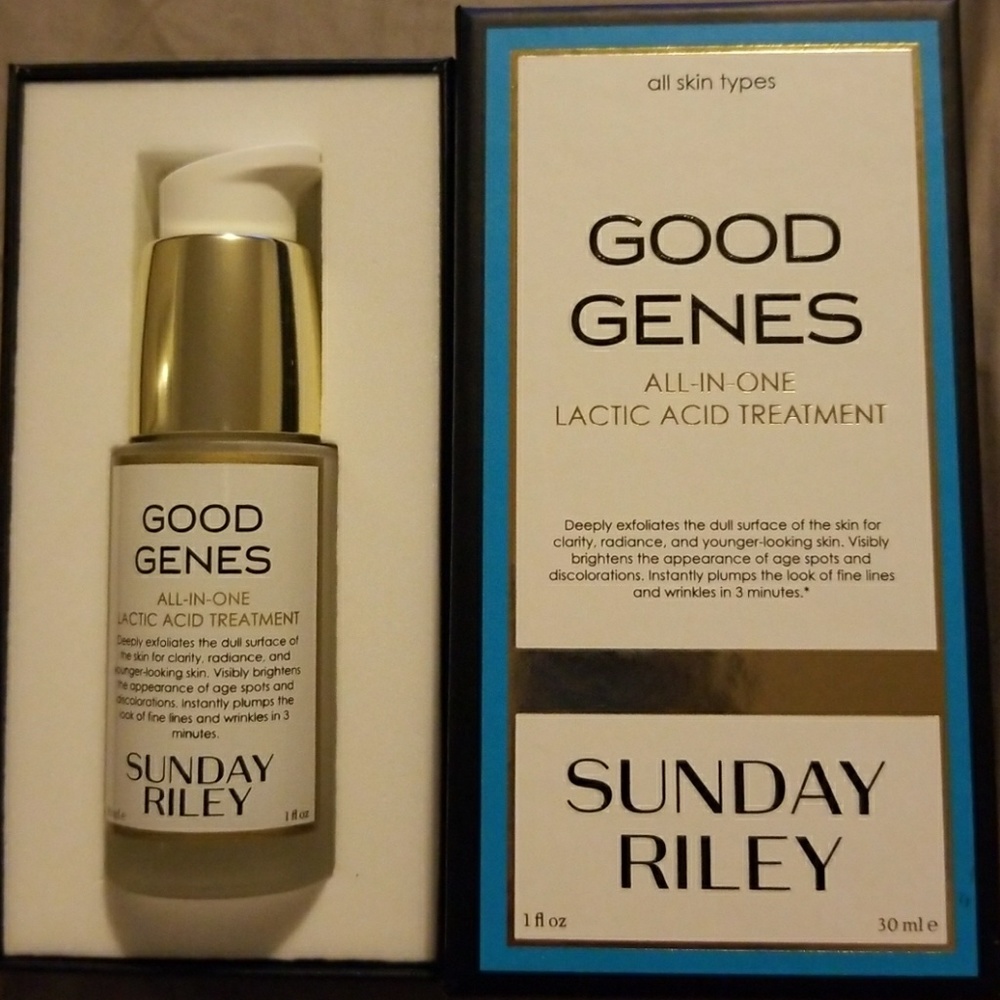 GOOD
GENES
ALL-IN-ONE
LACTIC ACID TREATMENT
Deeply exfoliates the dull surface of
the skin for clarity, radiance, and
younger-looking skin. Visibly brightens
the appearance of age spots and
discolorations. Instantly plumps the
look of fine lines and wrinkles in 3
minutes.
SUNDAY
RILEY
1 fl oz
all skin types
GOOD
GENES
ALL-IN-ONE
LACTIC ACID TREATMENT
Deeply exfoliates the dull surface of the skin for
clarity, radiance, and younger-looking skin. Visibly
brightens the appearance of age spots and
discolorations. Instantly plumps the look of fine lines
and wrinkles in 3 minutes.*
SUNDAY
RILEY
1 fl oz 30 ml e